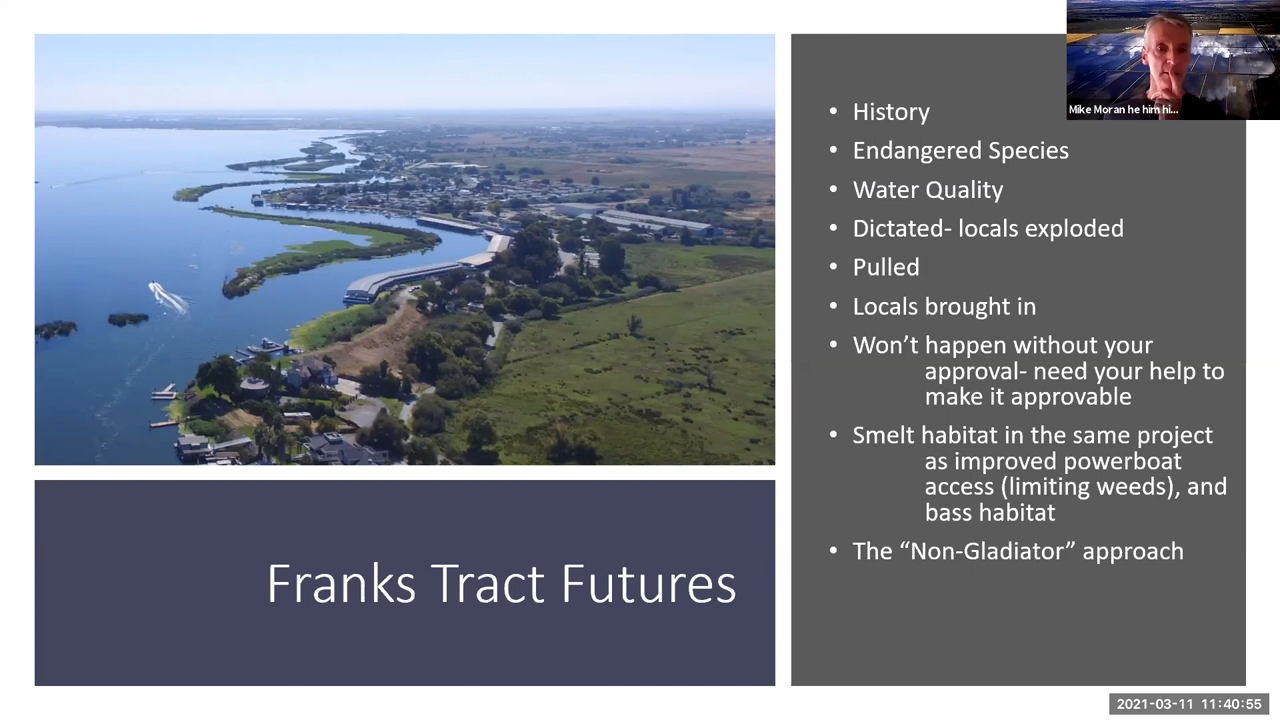 Mike Moran he him hi...
• History
• Endangered Species
• Water Quality
• Dictated- locals exploded
• Pulled
• Locals brought in
• Won’t happen without your
approval- need your help to
make it approvable
• Smelt habitat in the same project
as improved powerboat
access (limiting weeds), and
bass habitat
• The “Non-Gladiator” approach
Franks Tract Futures
2021-03-11 11:40:55